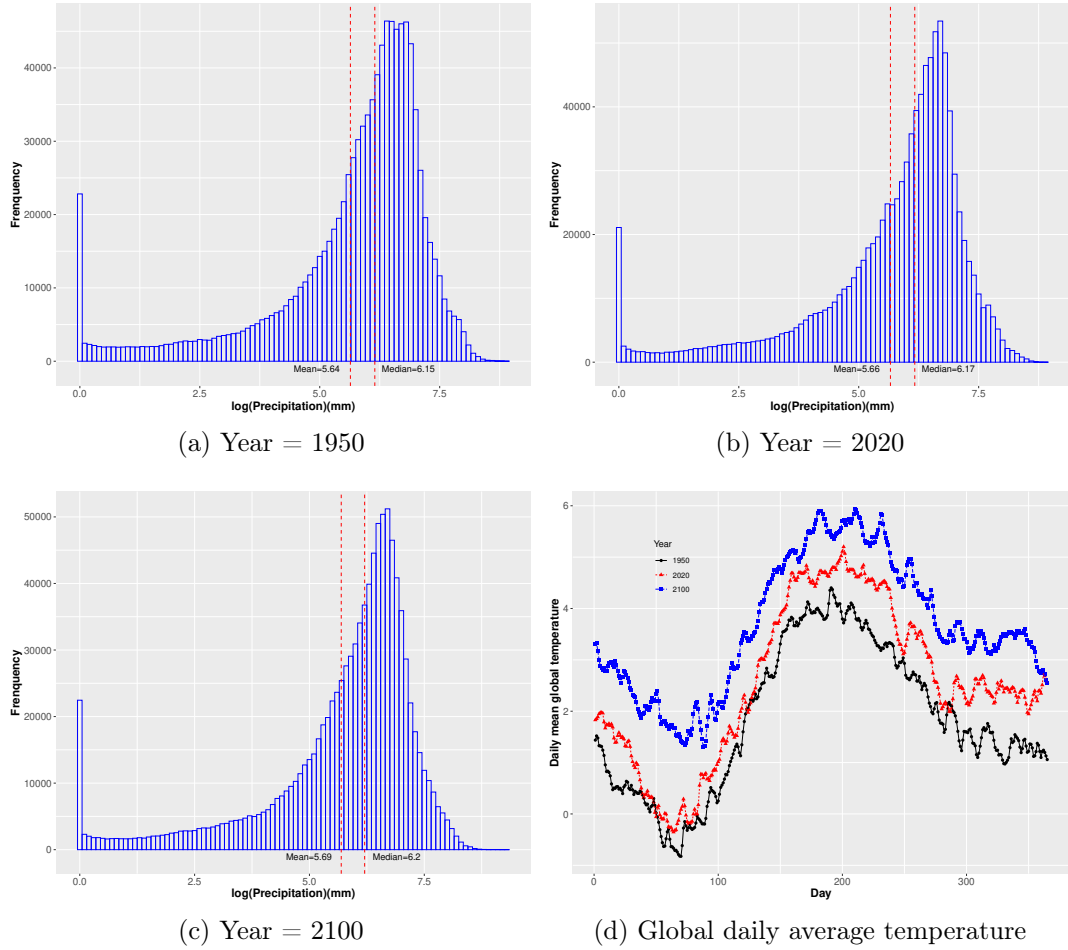 40000
30000
20000
10000
0
Frenquency
Mean=5.64
Median=6.15
0.0
2.5
5.0
7.5
log(Precipitation)(mm)
(a) Year = 1950
40000
20000
0
Frenquency
Mean=5.66
Median=6.17
0.0
2.5
5.0
7.5
log(Precipitation)(mm)
(b) Year = 2020
50000
40000
30000
20000
10000
0
Frenquency
Mean=5.69
Median=6.2
0.0
2.5
5.0
7.5
log(Precipitation)(mm)
(c) Year = 2100
6
4
2
0
Daily mean global temperature
Year
1950
2020
2100
0
100
200
300
Day
(d) Global daily average temperature